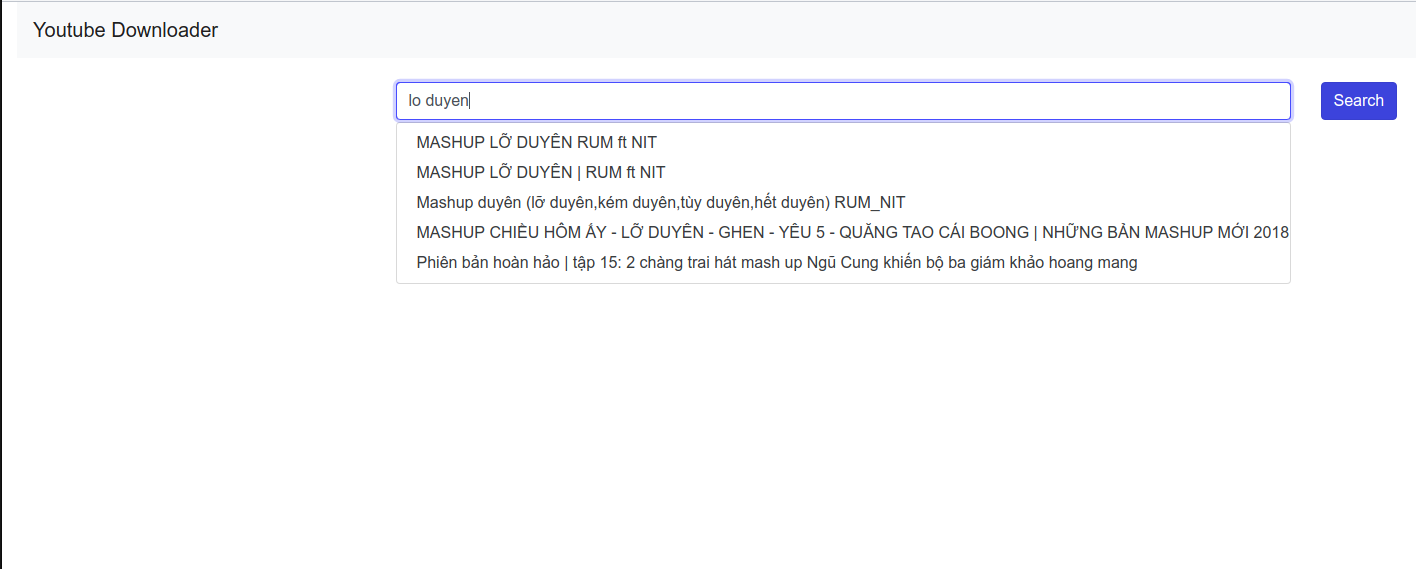 Youtube Downloader
lo duyen
Search
MASHUP LỠ DUYÊN RUM ft NIT
MASHUP LỠ DUYÊN | RUM ft NIT
Mashup duyên (lỡ duyên,kém duyên,tùy duyên,hết duyên) RUM_NIT
MASHUP CHIỀU HÔM ẤY - LỠ DUYÊN - GHEN - YÊU 5 - QUĂNG TAO CÁI BOONG | NHỮNG BẢN MASHUP MỚI 2018
Phiên bản hoàn hảo | tập 15: 2 chàng trai hát mash up Ngũ Cung khiến bộ ba giám khảo hoang mang